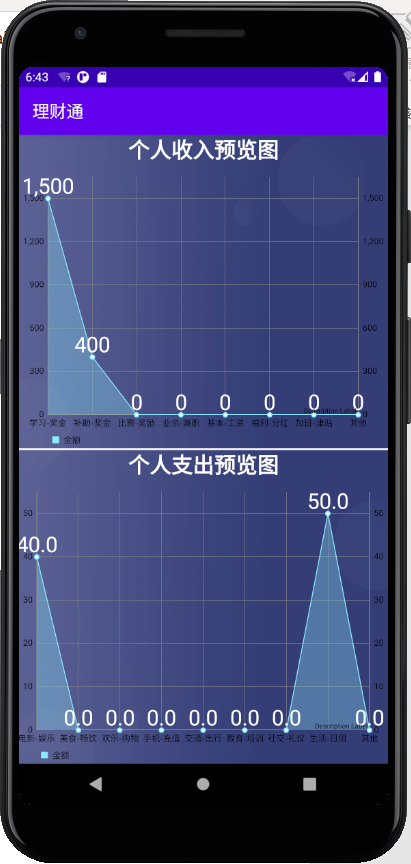 6:43
理财通
个人收入预览图
1,500
1,500 1,500
1,200 1,200
900 900
600 600
400
300 300
0 0 0 0 0 0
0 Description Label 0
学习-奖金 补助-奖金 比赛-奖励 业余-兼职 基本-工资 福利-分红 加班-津贴 其他
金额
个人支出预览图
50.0
50 50
40.0
40 40
30 30
20 20
10 10
0.0 0.0 0.0 0.0 0.0 0.0 0.0
0 Description Label 0
电影-娱乐 美食-畅饮 欢乐-购物 手机-充值 交通-出行 教育-培训 社交-礼仪 生活-日用 其他
金额